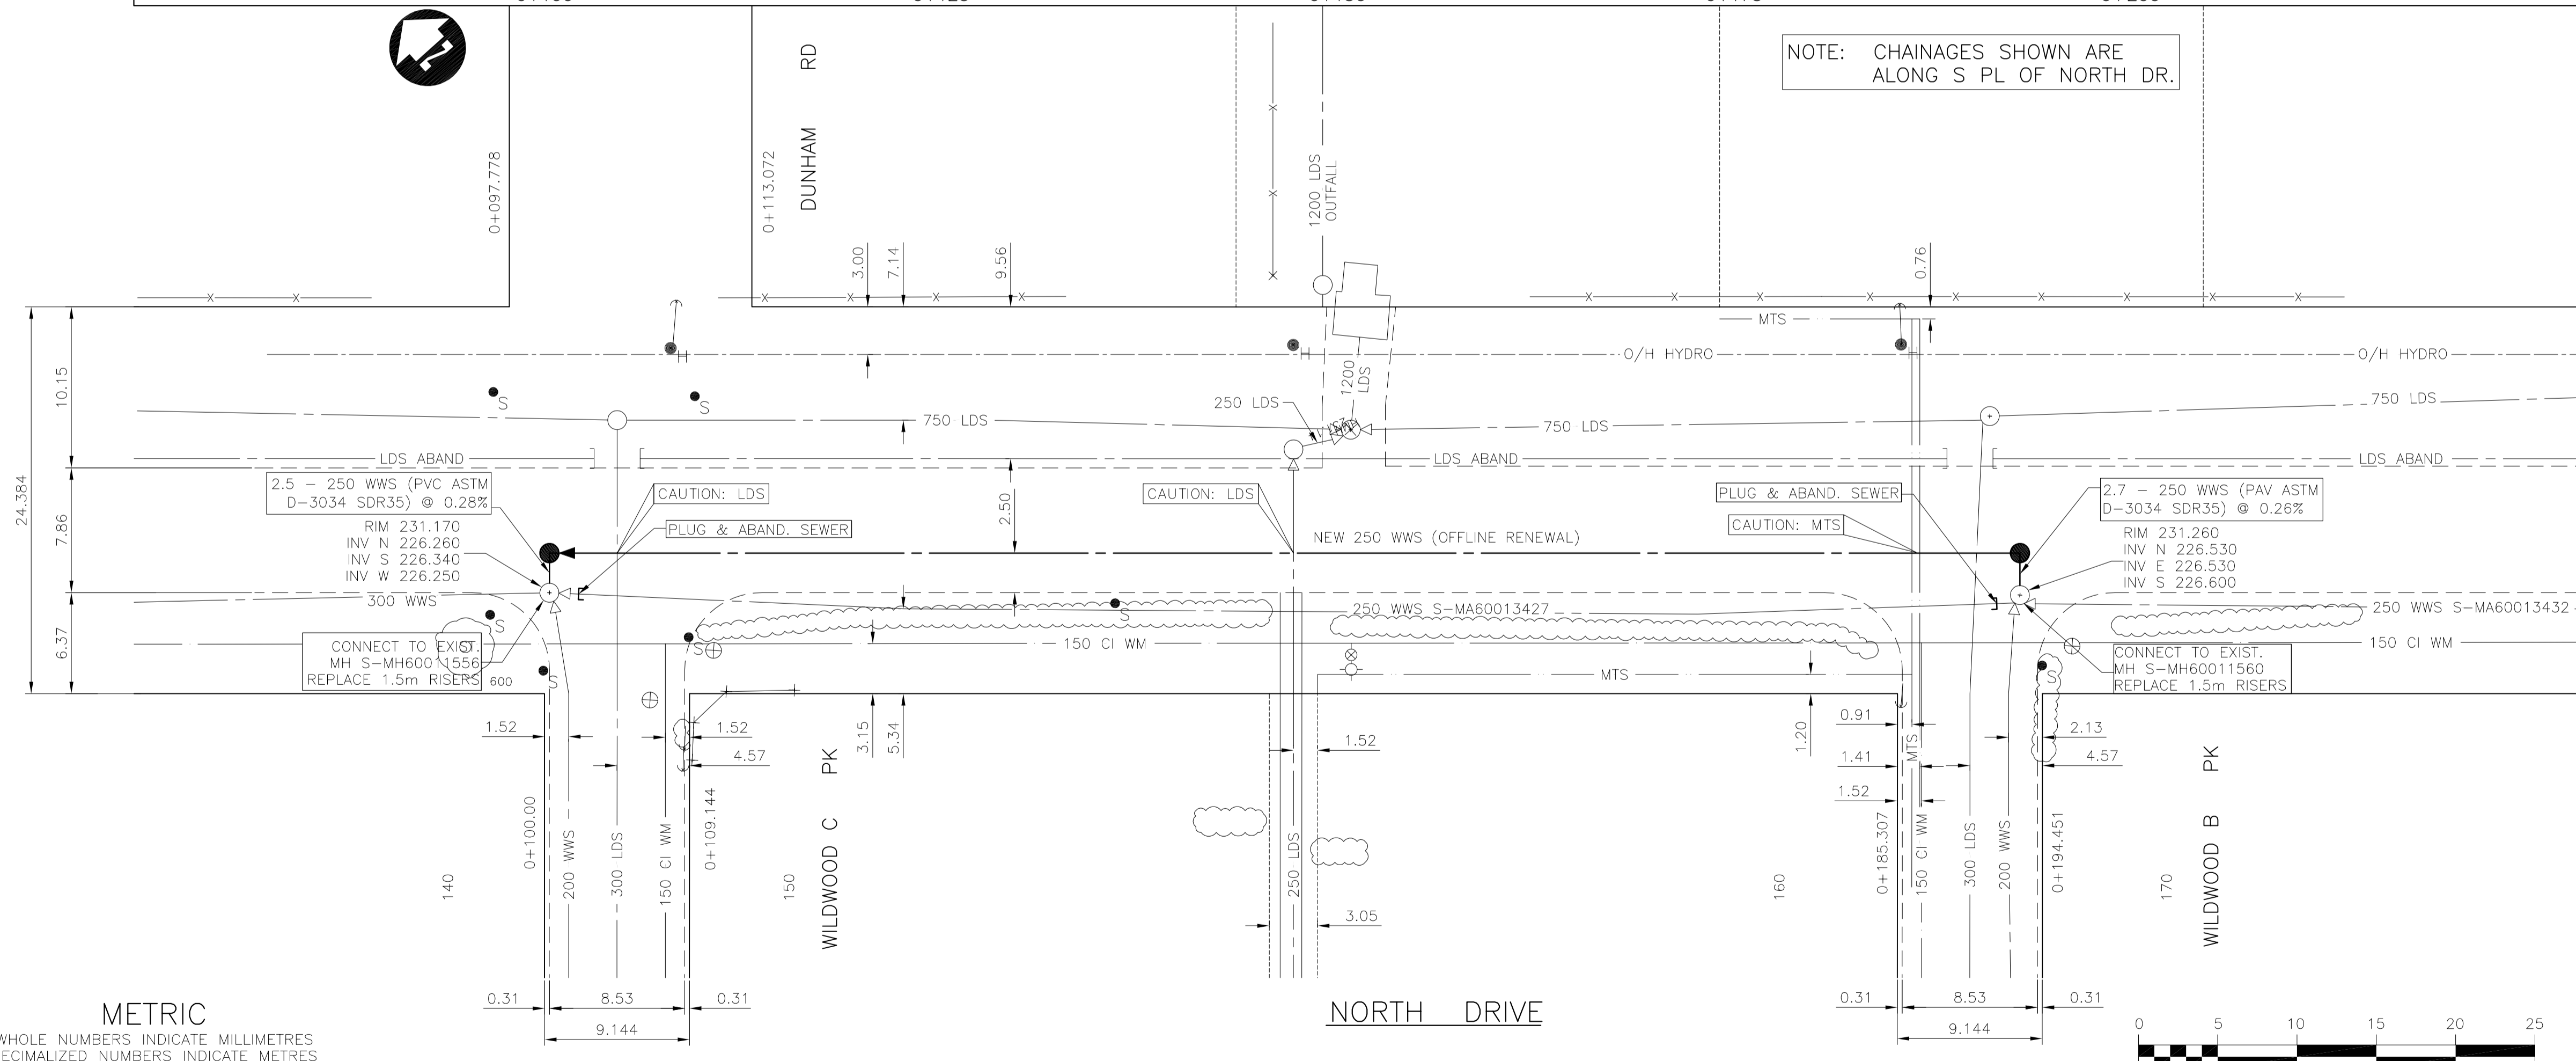 NOTE: CHAINAGES SHOWN ARE
ALONG S PL OF NORTH DR.
0+097.778
0+113.072
DUNHAM RD
1200 LDS
OUTFALL
3.00
7.14
9.56
0.76
MTS
O/H HYDRO
O/H HYDRO
24.384
10.15
7.86
6.37
S
S
1200
LDS
250 LDS
750 LDS
750 LDS
750 LDS
LDS ABAND
LDS ABAND
LDS ABAND
2.5 - 250 WWS (PVC ASTM
D-3034 SDR35) @ 0.28%
RIM 231.170
INV N 226.260
INV S 226.340
INV W 226.250
CAUTION: LDS
PLUG & ABAND. SEWER
2.50
CAUTION: LDS
NEW 250 WWS (OFFLINE RENEWAL)
PLUG & ABAND. SEWER
CAUTION: MTS
2.7 - 250 WWS (PAV ASTM
D-3034 SDR35) @ 0.26%
RIM 231.260
INV N 226.530
INV E 226.530
INV S 226.600
300 WWS
S
S
250 WWS S-MA60013427
250 WWS S-MA60013432
CONNECT TO EXIST.
MH S-MH60011556
REPLACE 1.5m RISERS
600
S
S
150 CI WM
150 CI WM
MTS
CONNECT TO EXIST.
MH S-MH60011560
REPLACE 1.5m RISERS
S
1.52
1.52
4.57
3.15
5.34
1.52
1.20
0.91
1.41
1.52
MTS
2.13
4.57
140
0+100.00
200 WWS
300 LDS
150 CI WM
0+109.144
150
WILDWOOD C PK
250 LDS
3.05
160
0+185.307
150 CI WM
300 LDS
200 WWS
0+194.451
170
WILDWOOD B PK
0.31
8.53
0.31
9.144
NORTH DRIVE
0.31
8.53
0.31
9.144
METRIC
WHOLE NUMBERS INDICATE MILLIMETRES
DECIMALIZED NUMBERS INDICATE METRES
0 5 10 15 20 25